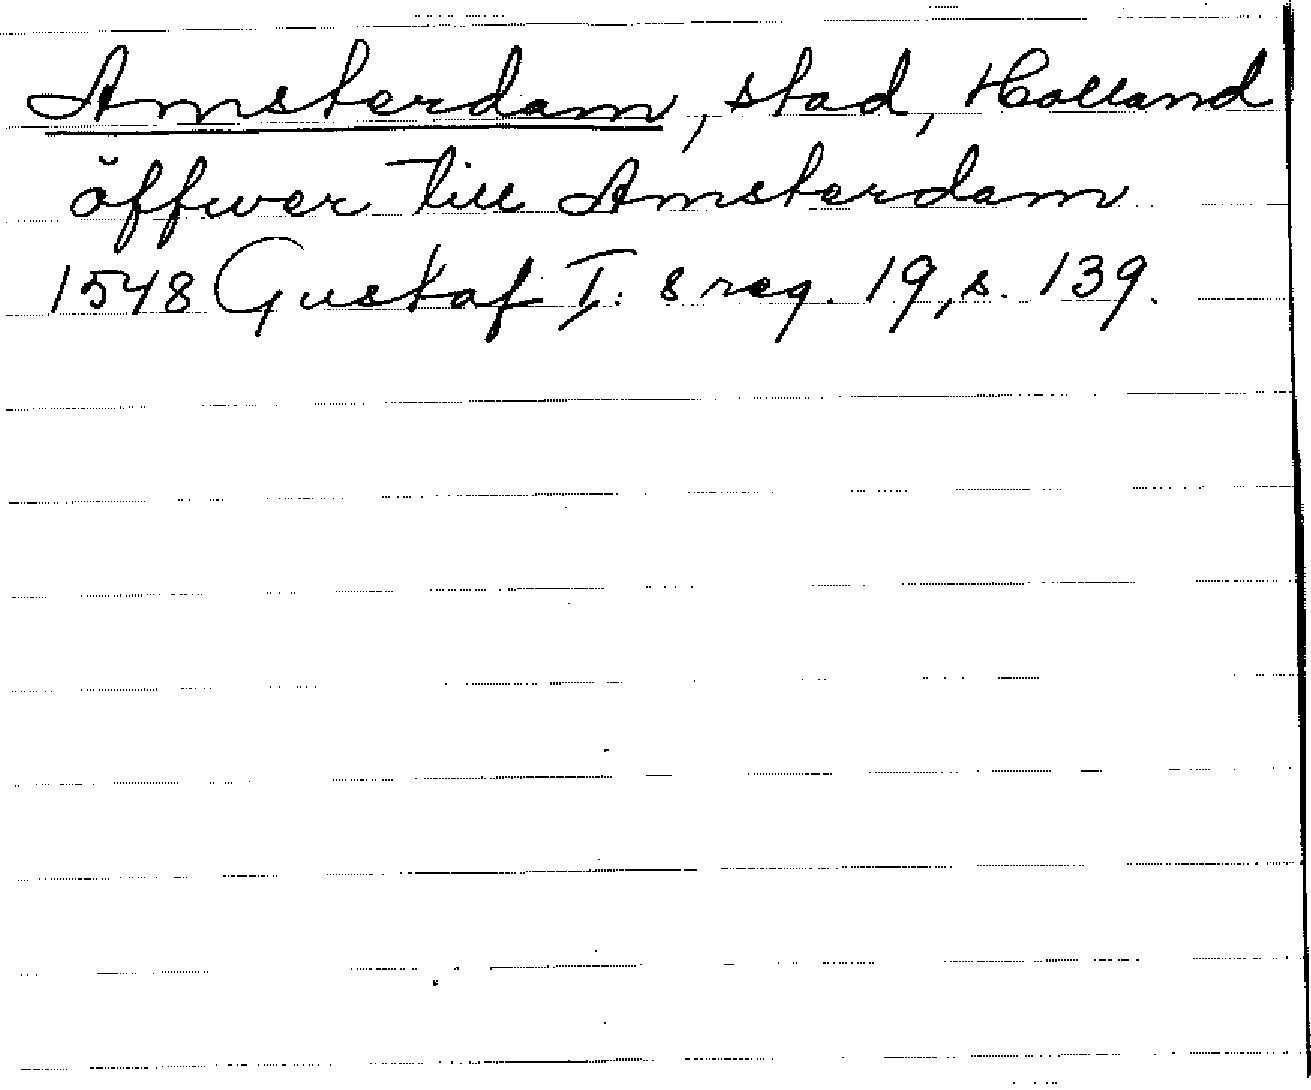 Amsterdam, stad, Holland
öffwer till Amsterdam
1548 Gustaf I:s reg. 19, s. 139.